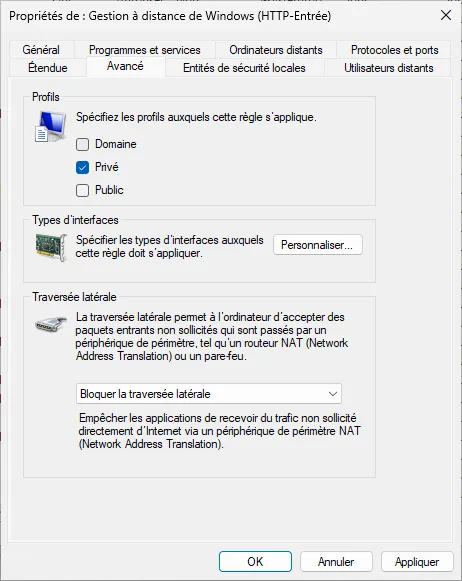 Propriétés de : Gestion à distance de Windows (HTTP-Entrée)
Général
Programmes et services
Ordinateurs distants
Protocoles et ports
Étendue
Avancé
Entités de sécurité locales
Utilisateurs distants
Profils
Spécifiez les profils auxquels cette règle s'applique.
Domaine
Privé
Public
Types d'interfaces
Spécifier les types d'interfaces auxquels
cette règle doit s'appliquer.
Personnaliser...
Traversée latérale
La traversée latérale permet à l'ordinateur d'accepter des
paquets entrants non sollicités qui sont passés par un
périphérique de périmètre, tel qu'un routeur NAT (Network
Address Translation) ou un pare-feu.
Bloquer la traversée latérale
Empêcher les applications de recevoir du trafic non sollicité
directement d'Internet via un périphérique de périmètre NAT
(Network Address Translation).
OK
Annuler
Appliquer